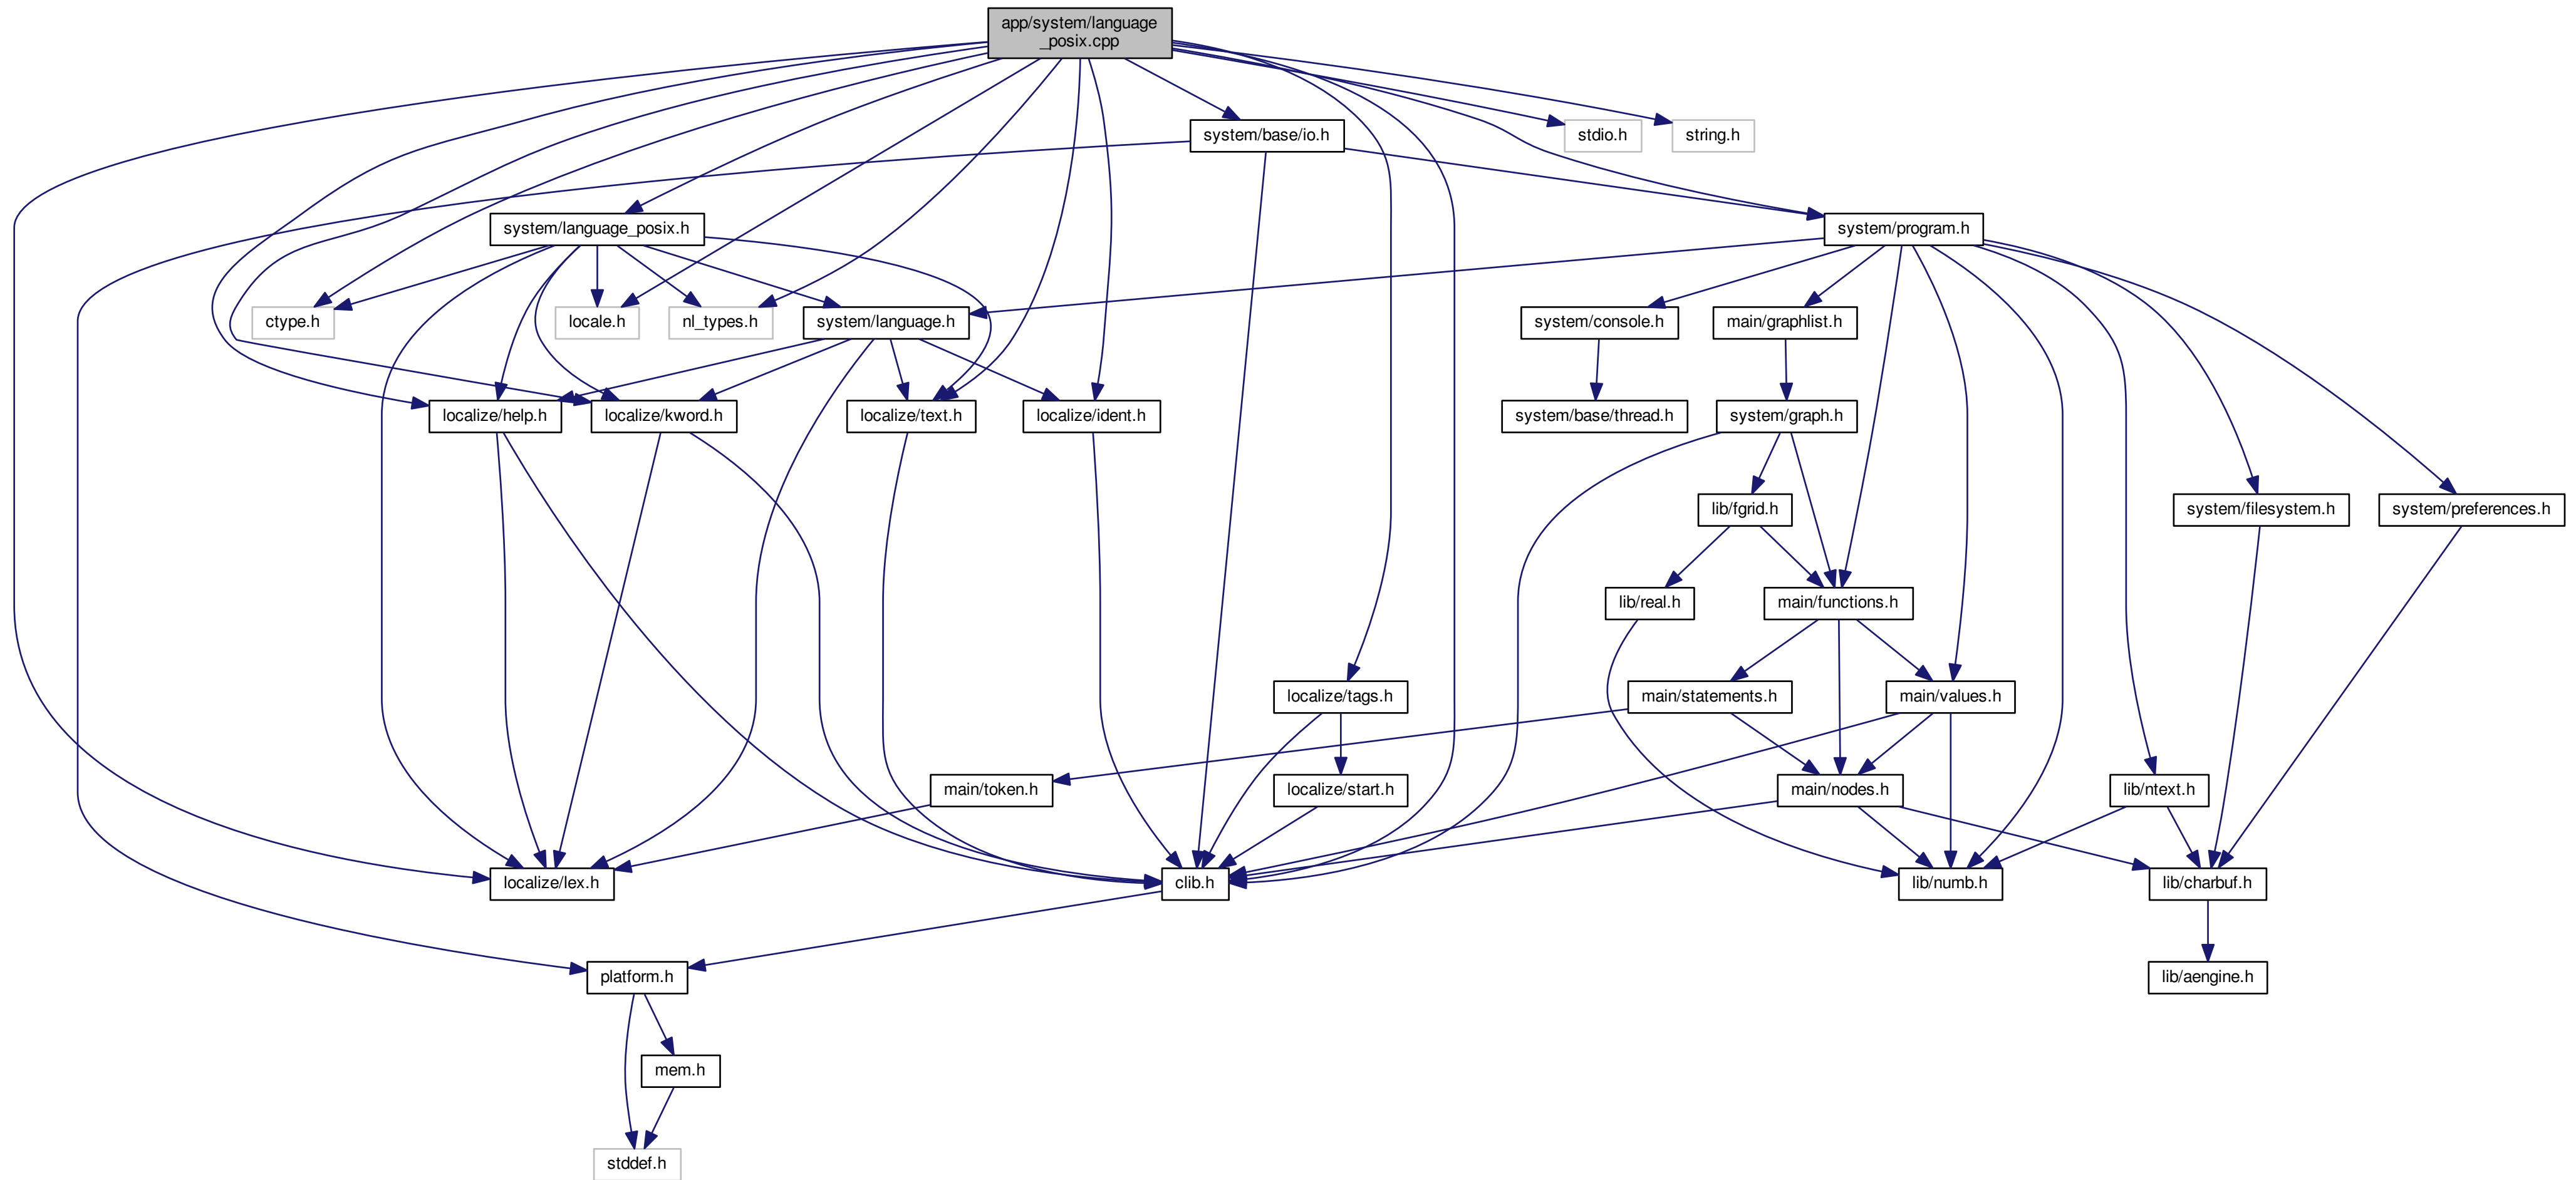 app/system/language
_posix.cpp
system/base/io.h
stdio.h
string.h
system/language_posix.h
system/program.h
ctype.h
locale.h
nl_types.h
system/language.h
system/console.h
main/graphlist.h
localize/help.h
localize/kword.h
localize/text.h
localize/ident.h
system/base/thread.h
system/graph.h
lib/fgrid.h
system/filesystem.h
system/preferences.h
lib/real.h
main/functions.h
localize/tags.h
main/statements.h
main/values.h
main/token.h
localize/start.h
main/nodes.h
lib/ntext.h
localize/lex.h
clib.h
lib/numb.h
lib/charbuf.h
platform.h
lib/aengine.h
mem.h
stddef.h